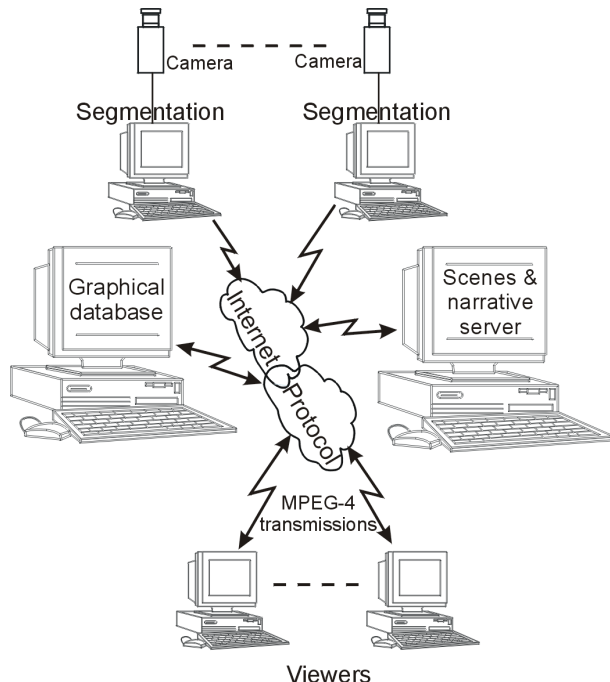 Camera
Camera
Segmentation
Segmentation
Graphical
database
Scenes &
narrative
server
Internet
Protocol
MPEG-4
transmissions
Viewers